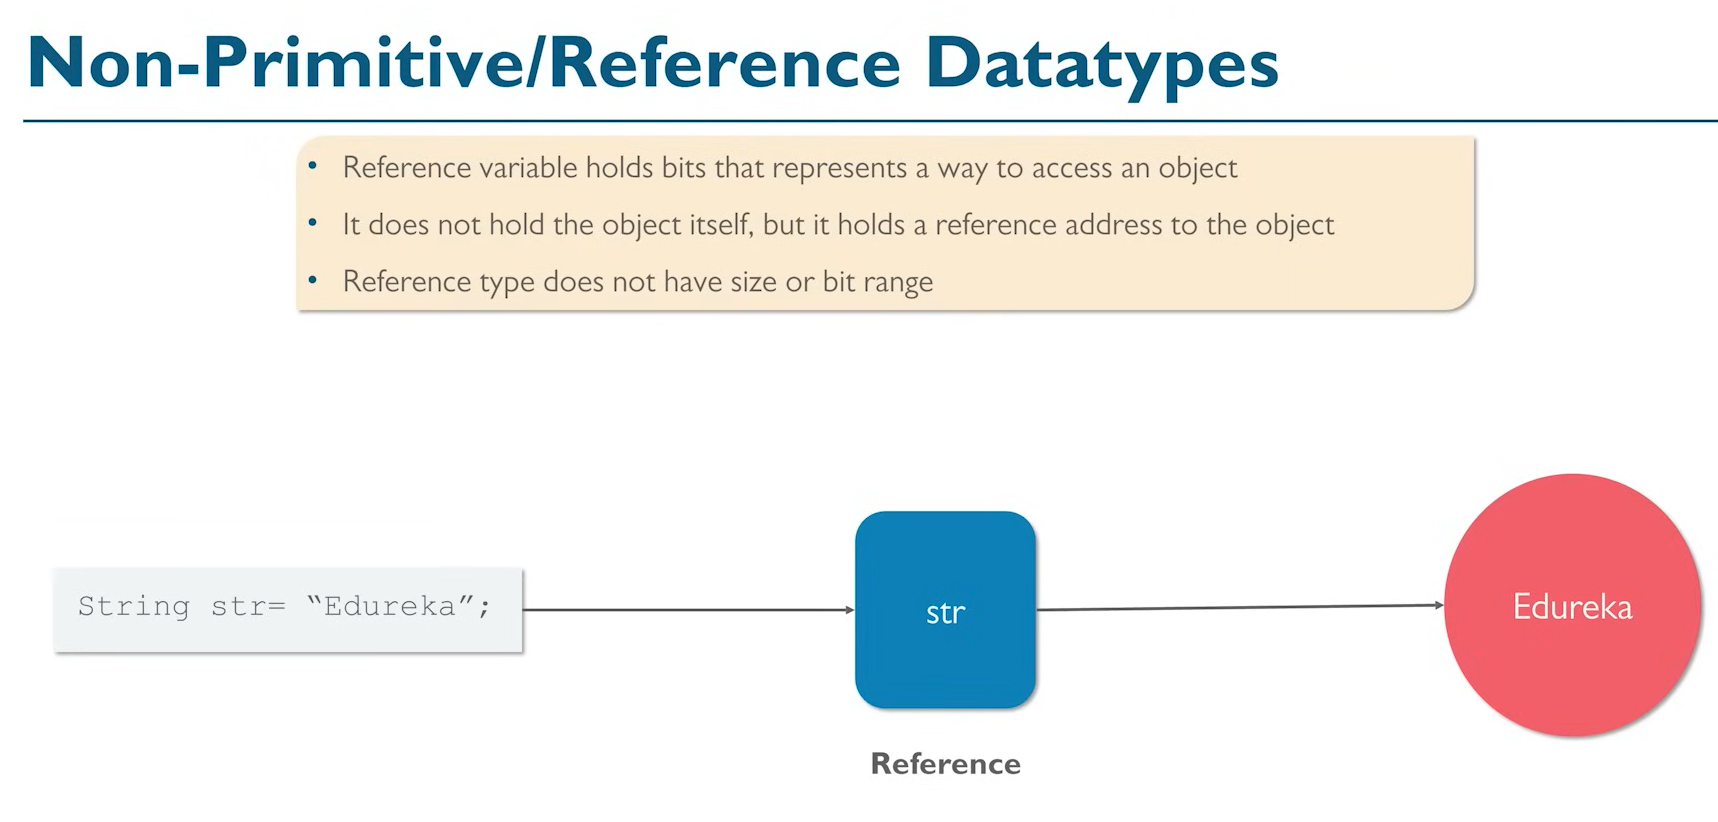 Non-Primitive/Reference Datatypes
• Reference variable holds bits that represents a way to access an object
• It does not hold the object itself, but it holds a reference address to the object
• Reference type does not have size or bit range
String str= “Edureka”;
str
Edureka
Reference